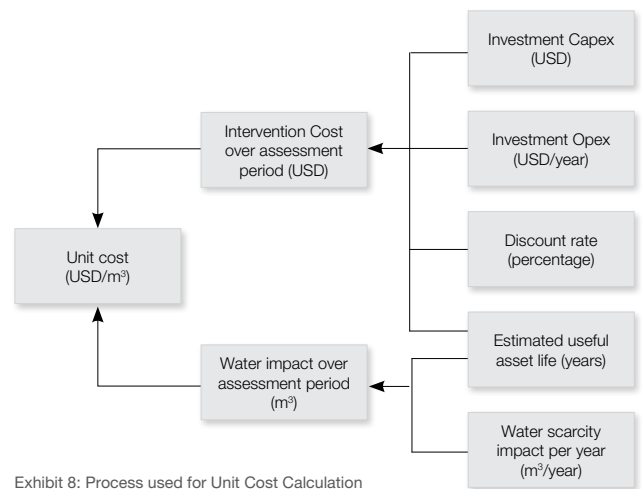 Investment Capex
(USD)
Intervention Cost
over assessment
period (USD)
Investment Opex
(USD/year)
Unit cost
(USD/m³)
Discount rate
(percentage)
Water impact over
assessment period
(m³)
Estimated useful
asset life (years)
Water scarcity
impact per year
(m³/year)
Exhibit 8: Process used for Unit Cost Calculation